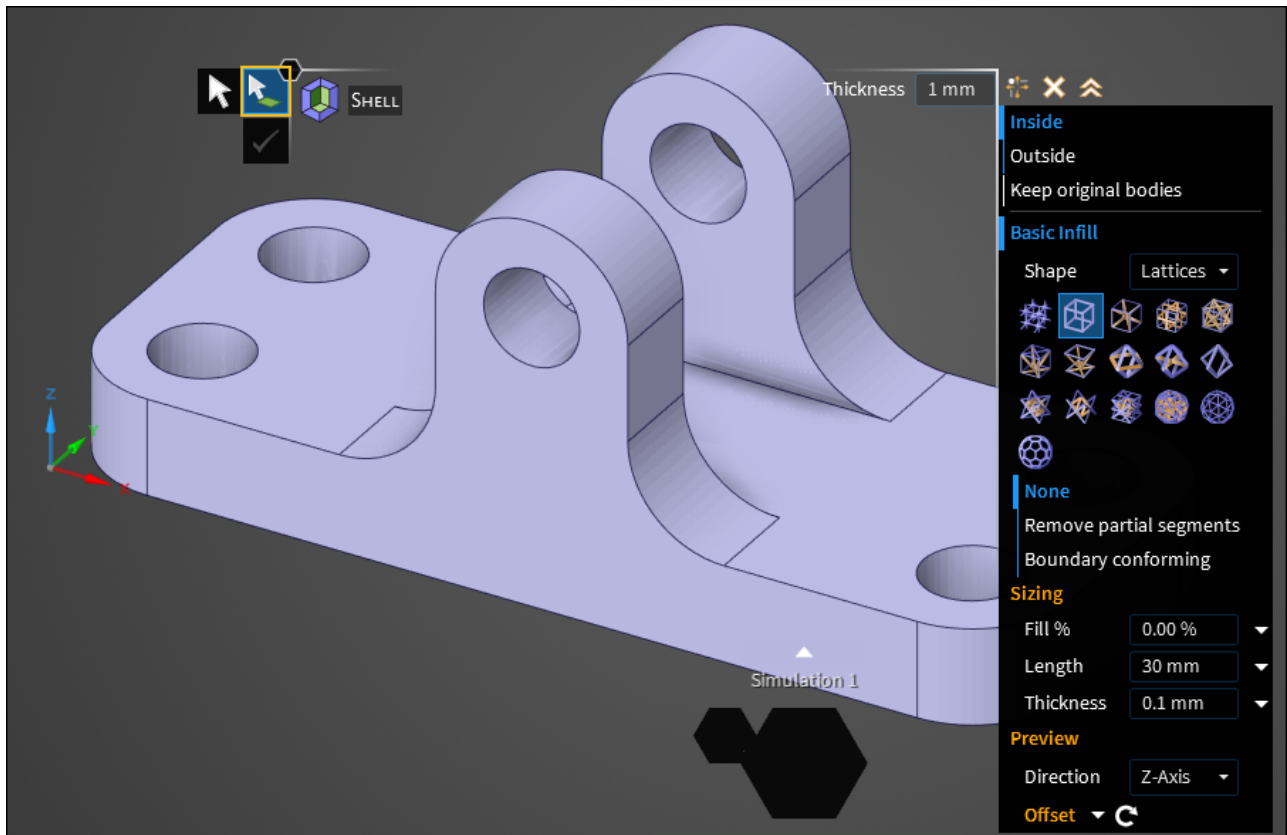 SHELL
Thickness 1 mm
Inside
Outside
Keep original bodies
Basic Infill
Shape Lattices
None
Remove partial segments
Boundary conforming
Sizing
Fill % 0.00 %
Length 30 mm
Thickness 0.1 mm
Preview
Direction Z-Axis
Offset
Z
Y
X
Simulation 1